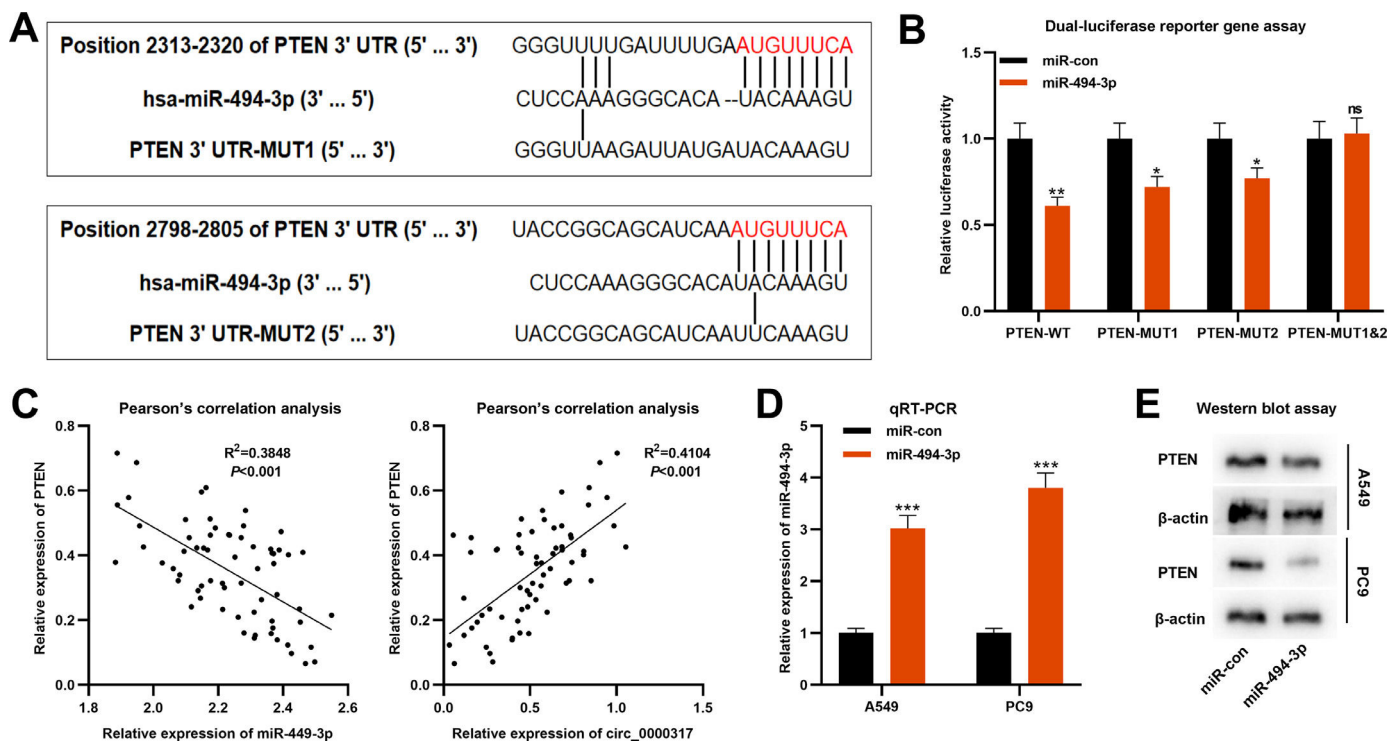 A
Position 2313-2320 of PTEN 3' UTR (5' ... 3') GGGUUUUGAUUUUGAAUGUUUCA
hsa-miR-494-3p (3' ... 5') CUCCAAAGGGCACA --UACAAAGU
PTEN 3' UTR-MUT1 (5' ... 3') GGGUUAAGAUUAUGAUACAAAGU
Position 2798-2805 of PTEN 3' UTR (5' ... 3') UACCGGCAGCAUCAAAUGUUUCA
hsa-miR-494-3p (3' ... 5') CUCCAAAGGGCACAUACAAAGU
PTEN 3' UTR-MUT2 (5' ... 3') UACCGGCAGCAUCAAUUCAAAGU
B
Dual-luciferase reporter gene assay
miR-con
miR-494-3p
Relative luciferase activity
1.5
1.0
0.5
0.0
** * * ns
PTEN-WT PTEN-MUT1 PTEN-MUT2 PTEN-MUT1&2
C
Pearson's correlation analysis
R²=0.3848
P<0.001
Relative expression of PTEN
0.8
0.6
0.4
0.2
0.0
1.8 2.0 2.2 2.4 2.6
Relative expression of miR-449-3p
Pearson's correlation analysis
R²=0.4104
P<0.001
Relative expression of PTEN
0.8
0.6
0.4
0.2
0.0
0.0 0.5 1.0 1.5
Relative expression of circ_0000317
D
qRT-PCR
miR-con
miR-494-3p
Relative expression of miR-494-3p
5
4
3
2
1
0
*** ***
A549 PC9
E
Western blot assay
PTEN
β-actin
A549
PTEN
β-actin
PC9
miR-con miR-494-3p